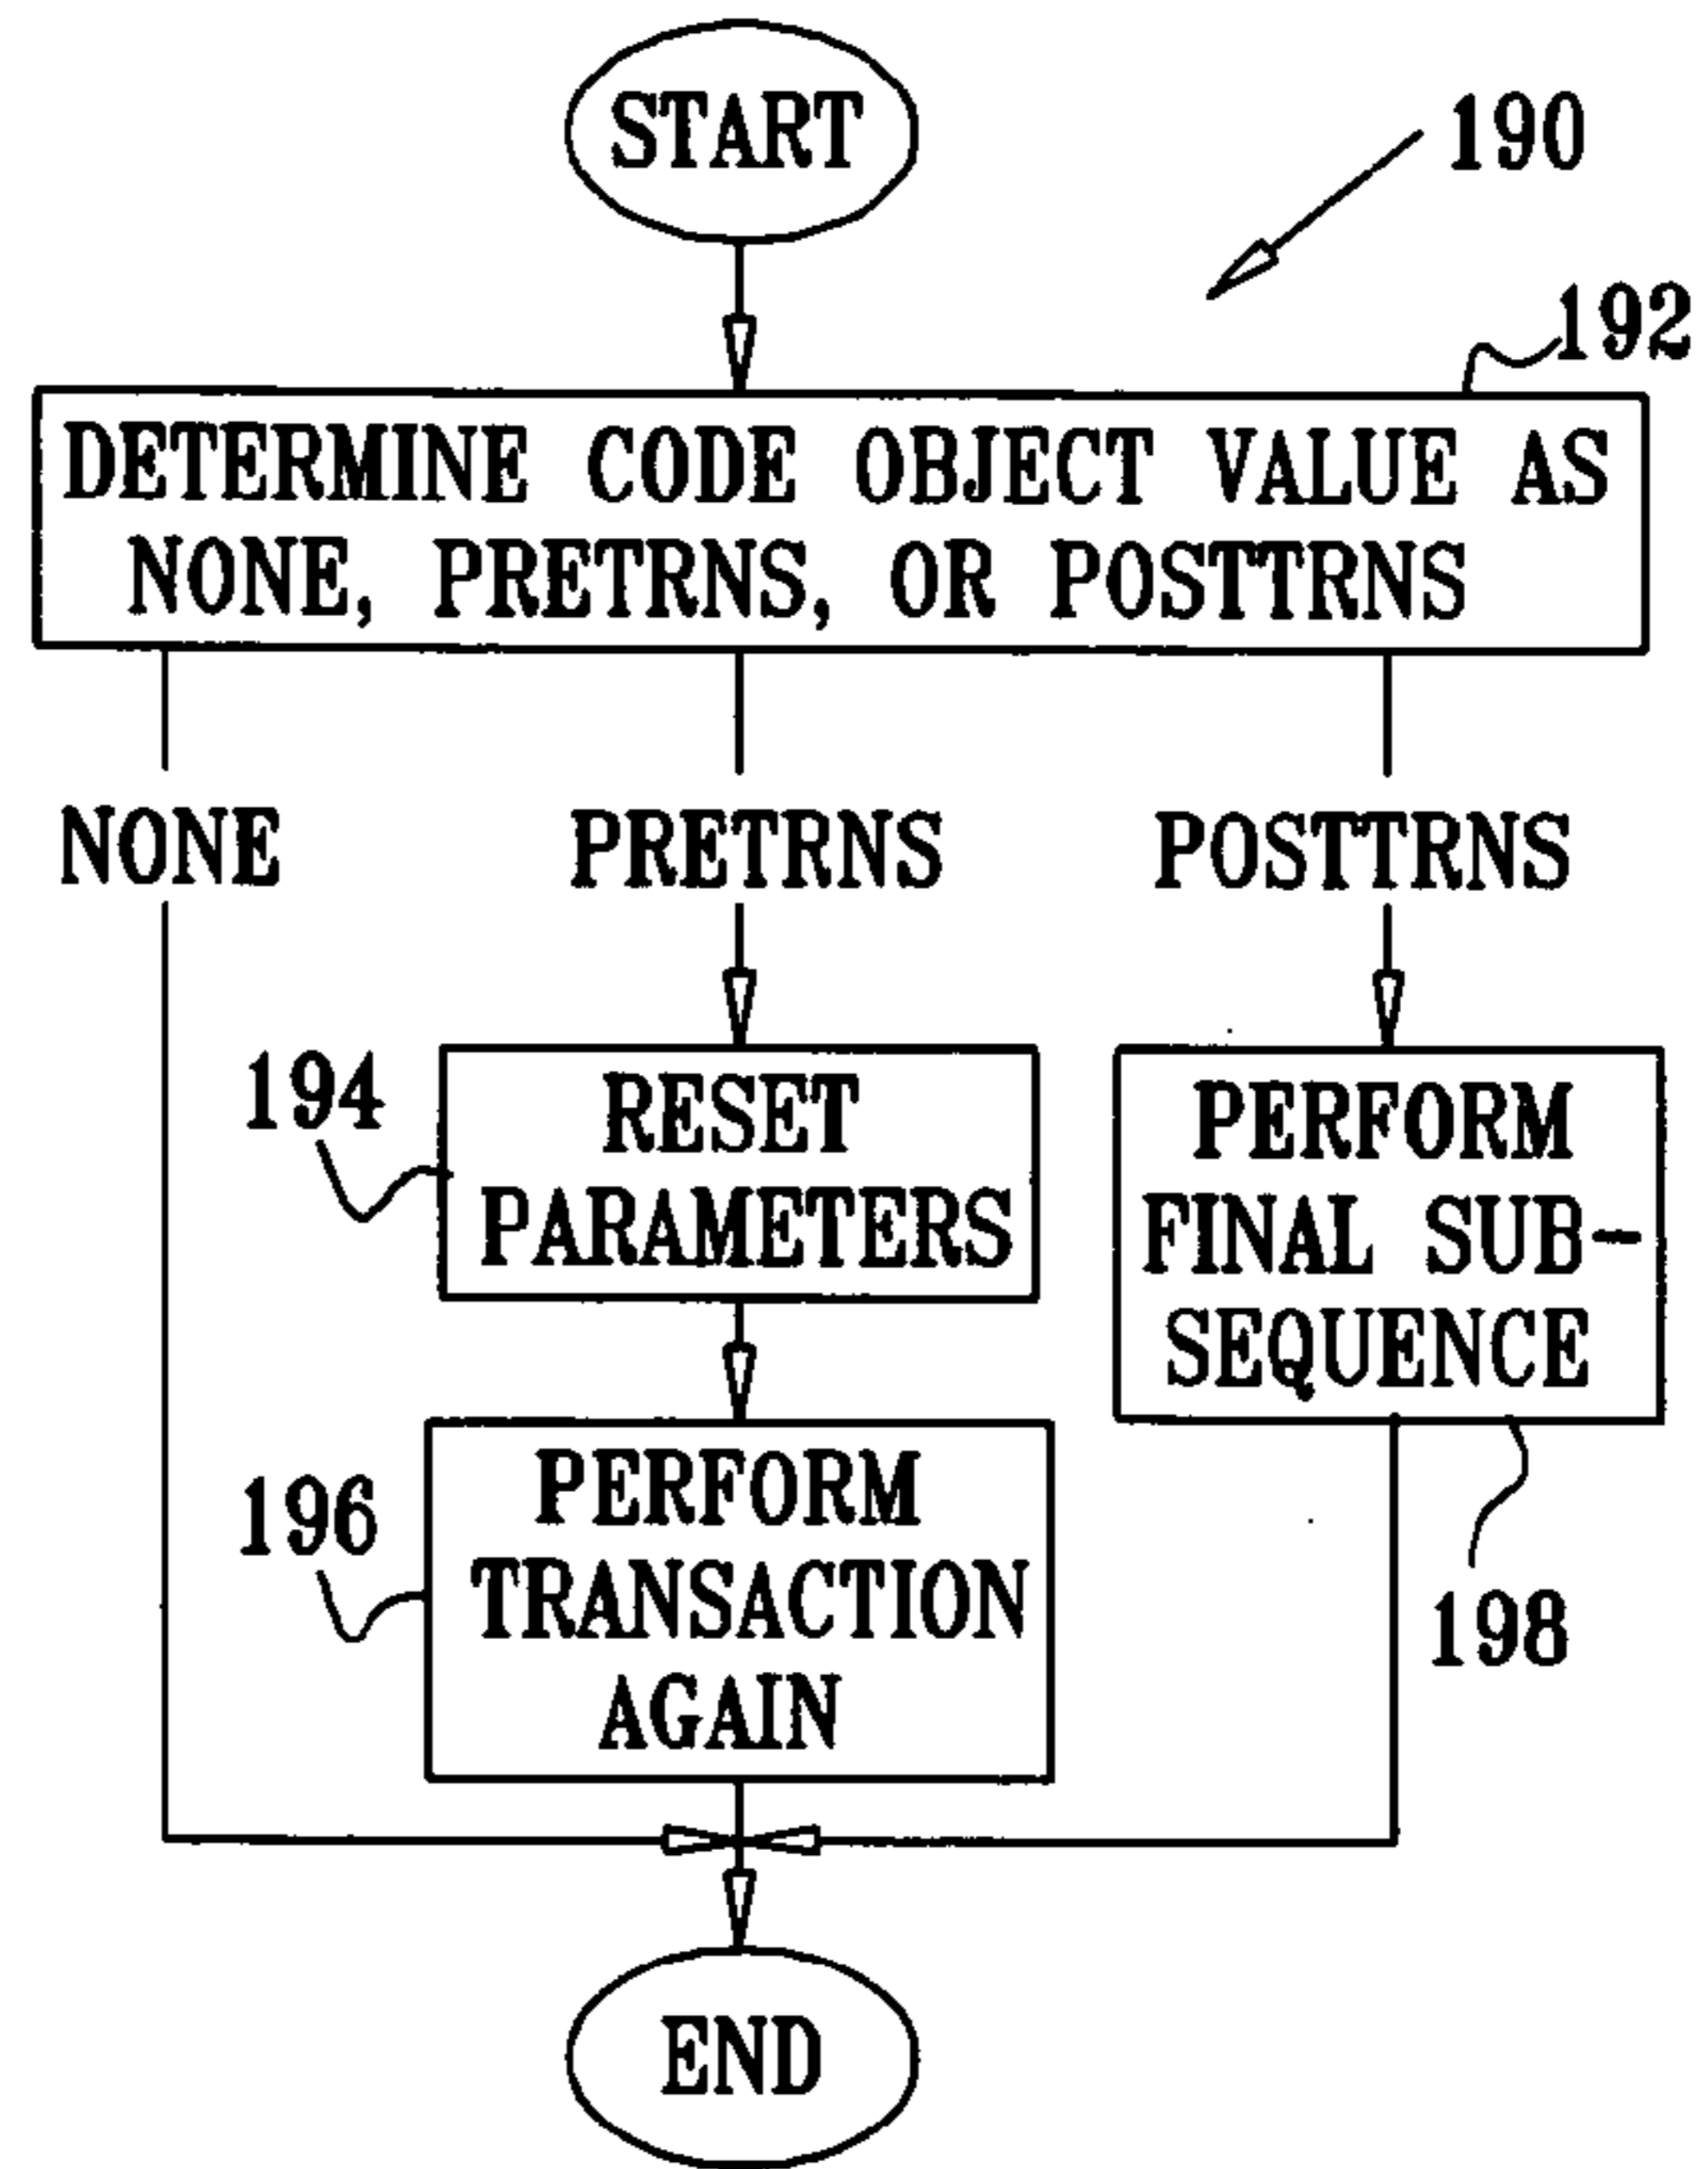 START
190
192
DETERMINE CODE OBJECT VALUE AS
NONE, PRETRNS, OR POSTTRNS
NONE
PRETRNS
POSTTRNS
194
RESET
PARAMETERS
PERFORM
FINAL SUB-
SEQUENCE
196
PERFORM
TRANSACTION
AGAIN
198
END